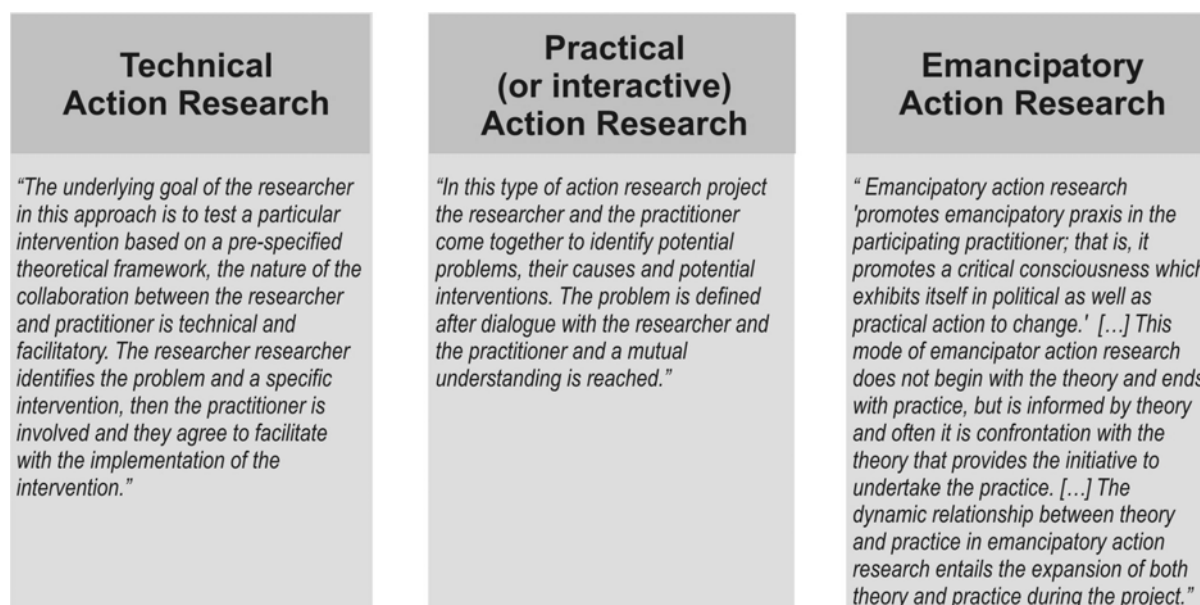 Technical
Action Research
“The underlying goal of the researcher
in this approach is to test a particular
intervention based on a pre-specified
theoretical framework, the nature of the
collaboration between the researcher
and practitioner is technical and
facilitatory. The researcher researcher
identifies the problem and a specific
intervention, then the practitioner is
involved and they agree to facilitate
with the implementation of the
intervention.”
Practical
(or interactive)
Action Research
“In this type of action research project
the researcher and the practitioner
come together to identify potential
problems, their causes and potential
interventions. The problem is defined
after dialogue with the researcher and
the practitioner and a mutual
understanding is reached.”
Emancipatory
Action Research
“ Emancipatory action research
'promotes emancipatory praxis in the
participating practitioner; that is, it
promotes a critical consciousness which
exhibits itself in political as well as
practical action to change.' [...] This
mode of emancipator action research
does not begin with the theory and ends
with practice, but is informed by theory
and often it is confrontation with the
theory that provides the initiative to
undertake the practice. [...] The
dynamic relationship between theory
and practice in emancipatory action
research entails the expansion of both
theory and practice during the project.”